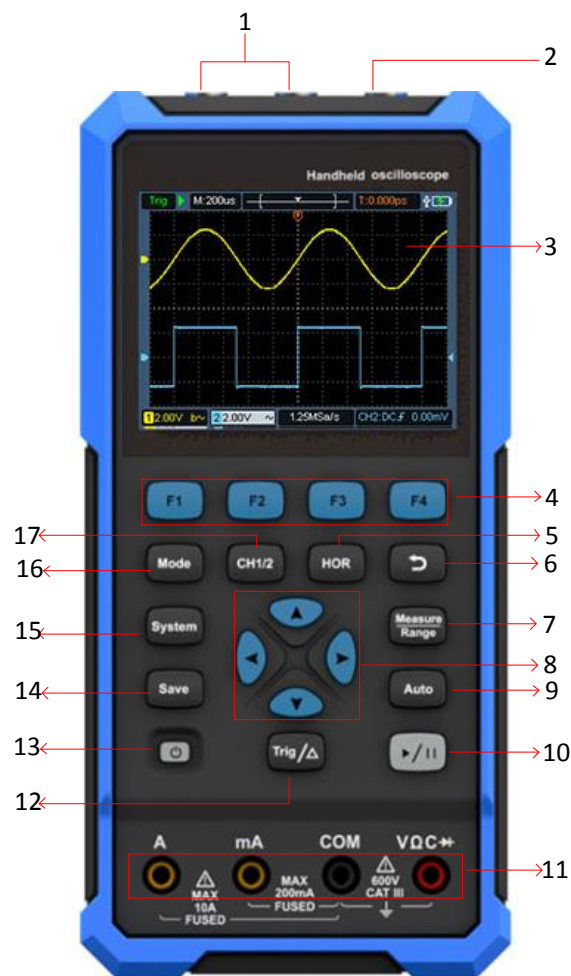 1
2
Handheld oscilloscope
Trig M:200us T:0.000ps
T
3
1 2.00V b~ 2 2.00V ~ 1.25MSa/s CH2:DC 0.00mV
F1 F2 F3 F4
4
17
5
Mode CH1/2 HOR
16
6
System
Measure
Range
15
7
8
Save
Auto
14
9
13
Trig/△
10
12
A mA COM VΩC
11
MAX
10A
FUSED
MAX
200mA
FUSED
600V
CAT III